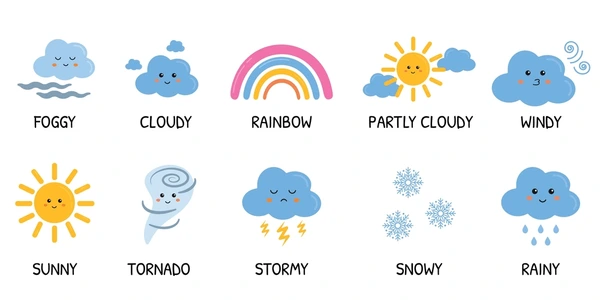 FOGGY
CLOUDY
RAINBOW
PARTLY CLOUDY
WINDY
SUNNY
TORNADO
STORMY
SNOWY
RAINY